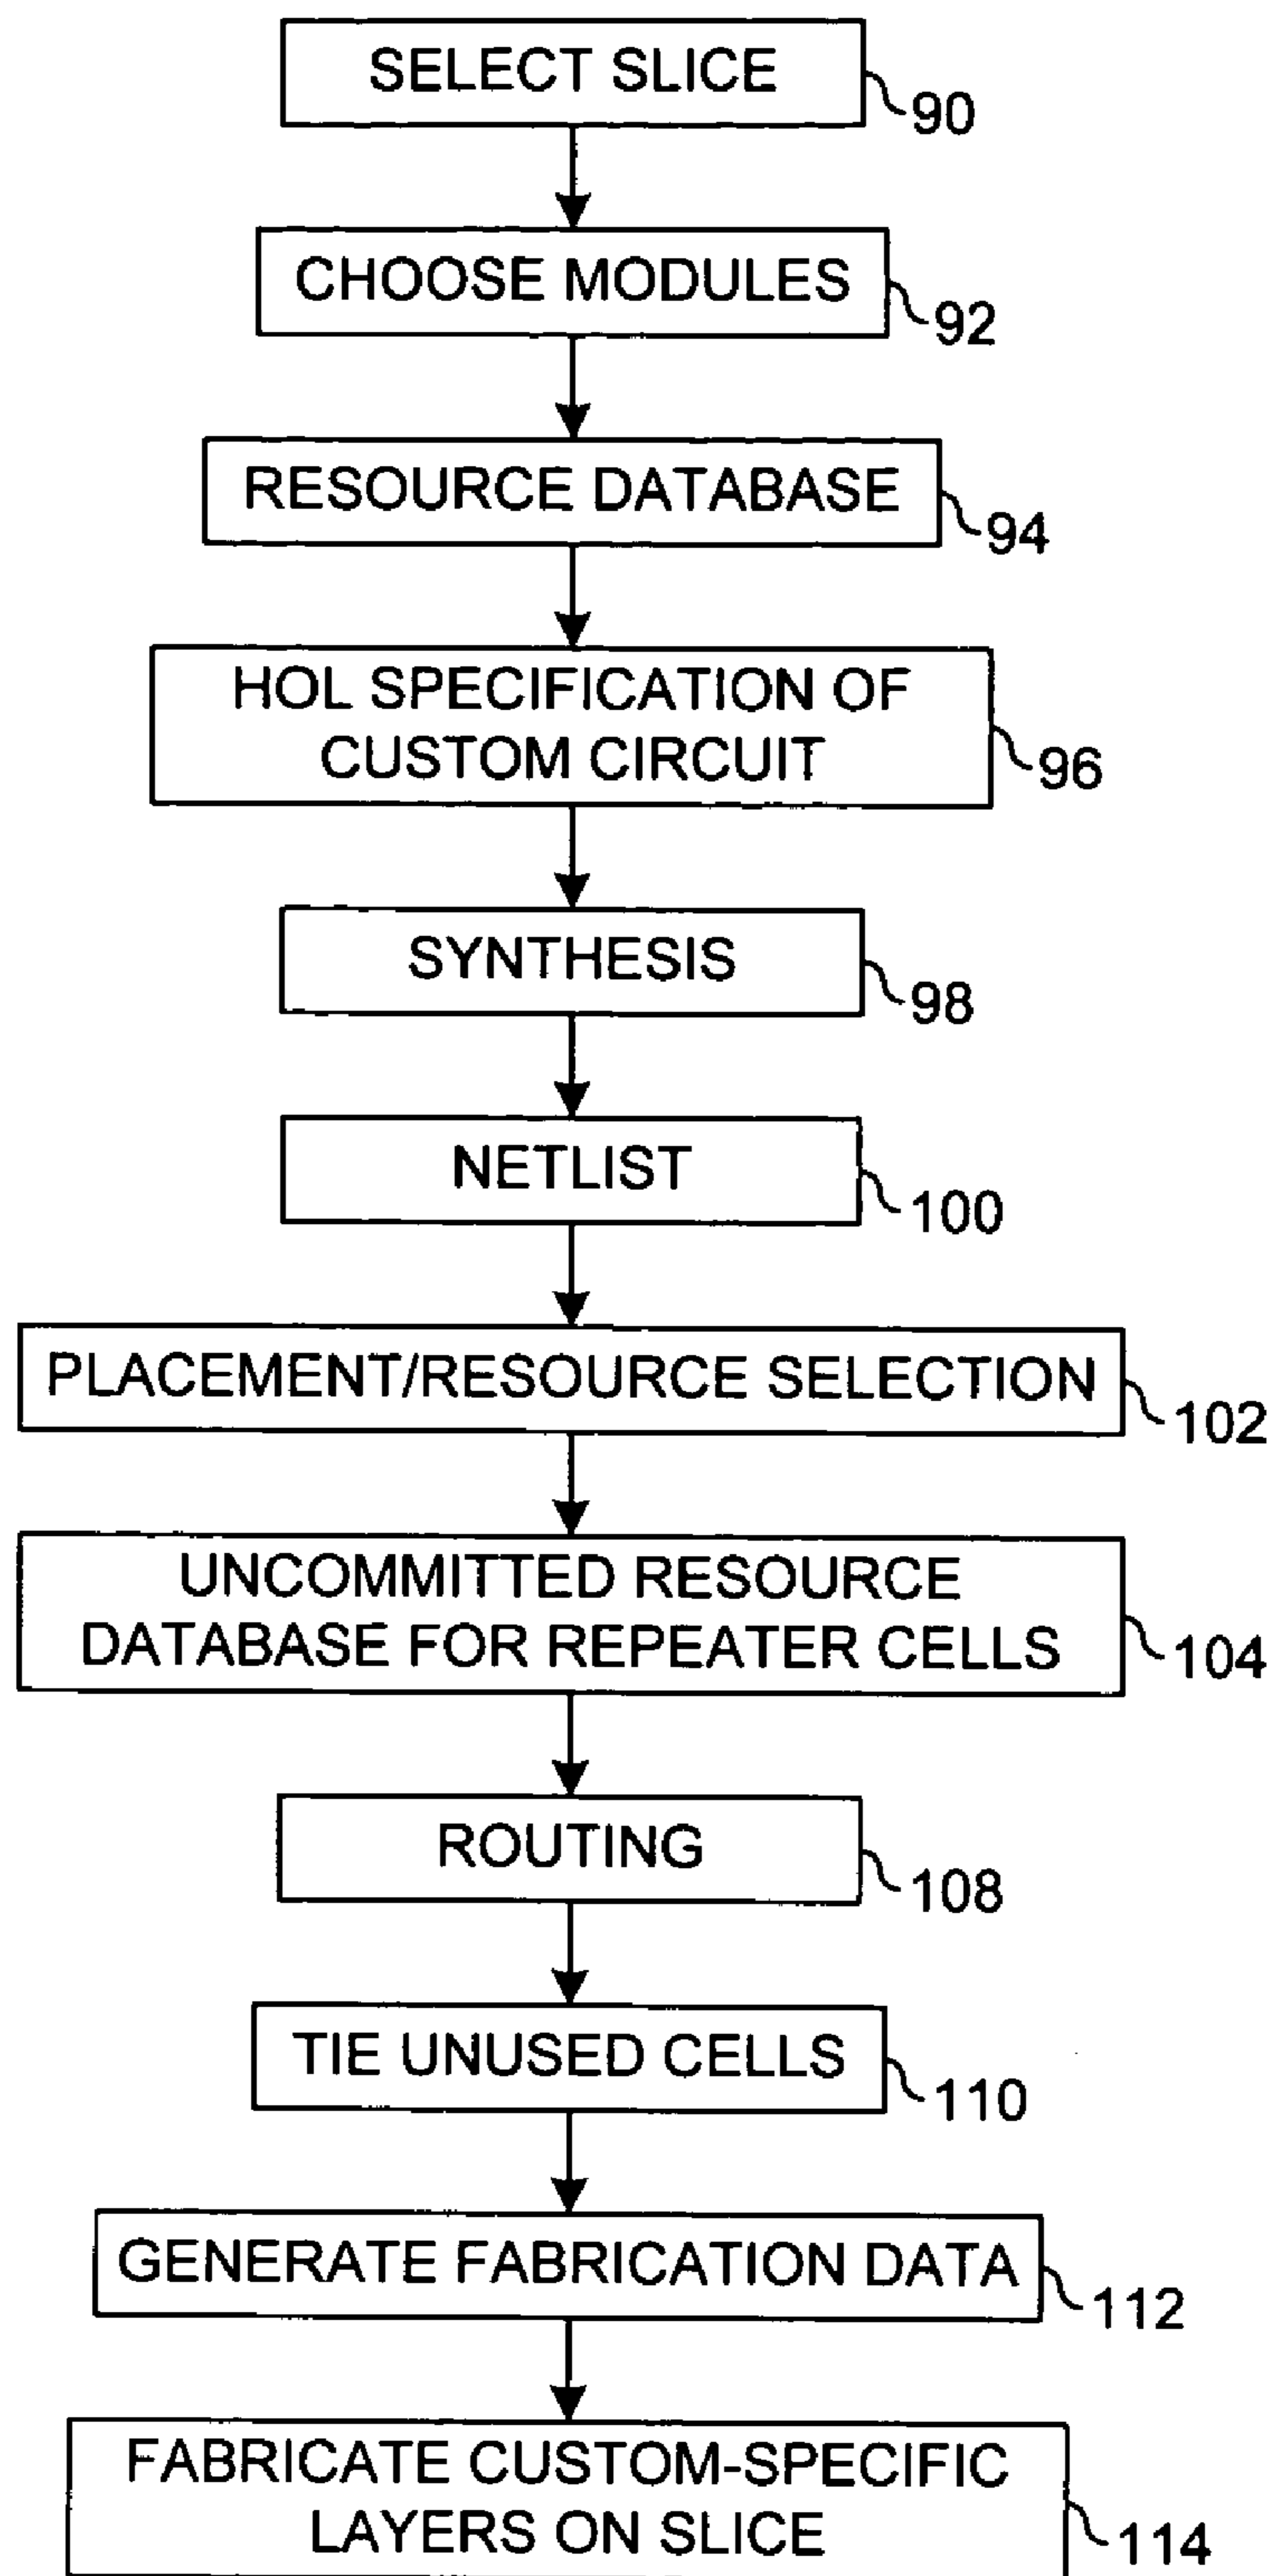 SELECT SLICE
90
CHOOSE MODULES
92
RESOURCE DATABASE
94
HOL SPECIFICATION OF
CUSTOM CIRCUIT
96
SYNTHESIS
98
NETLIST
100
PLACEMENT/RESOURCE SELECTION
102
UNCOMMITTED RESOURCE
DATABASE FOR REPEATER CELLS
104
ROUTING
108
TIE UNUSED CELLS
110
GENERATE FABRICATION DATA
112
FABRICATE CUSTOM-SPECIFIC
LAYERS ON SLICE
114